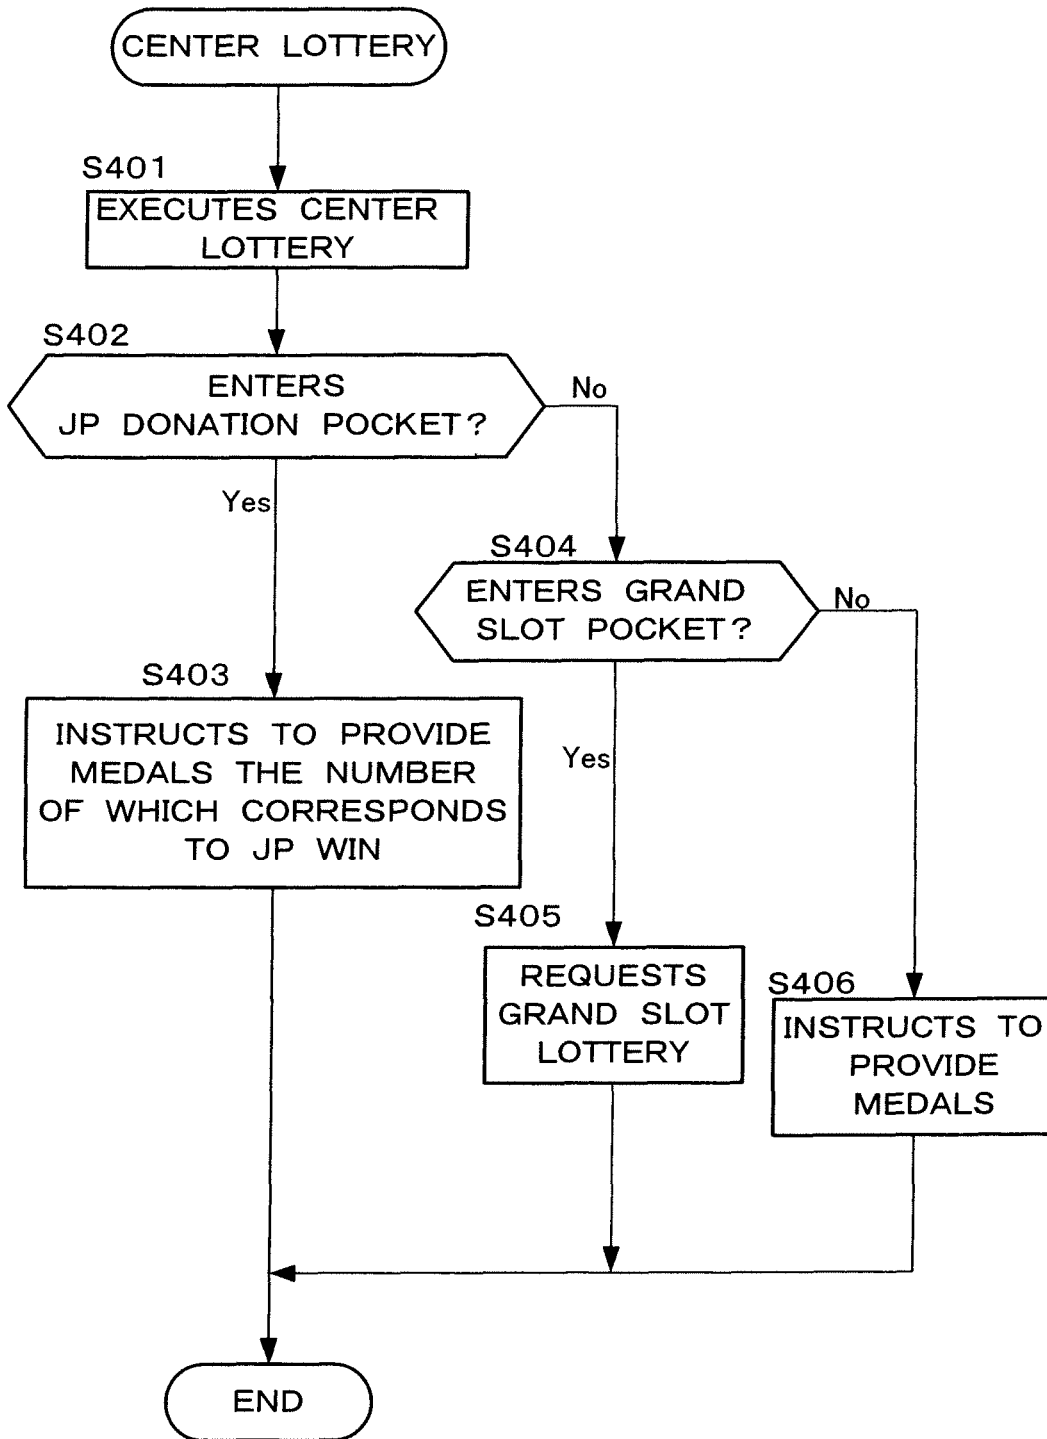 CENTER LOTTERY
S401
EXECUTES CENTER
LOTTERY
S402
ENTERS
JP DONATION POCKET?
No
Yes
S404
ENTERS GRAND
SLOT POCKET?
No
S403
INSTRUCTS TO PROVIDE
MEDALS THE NUMBER
OF WHICH CORRESPONDS
TO JP WIN
Yes
S405
REQUESTS
GRAND SLOT
LOTTERY
S406
INSTRUCTS TO
PROVIDE
MEDALS
END